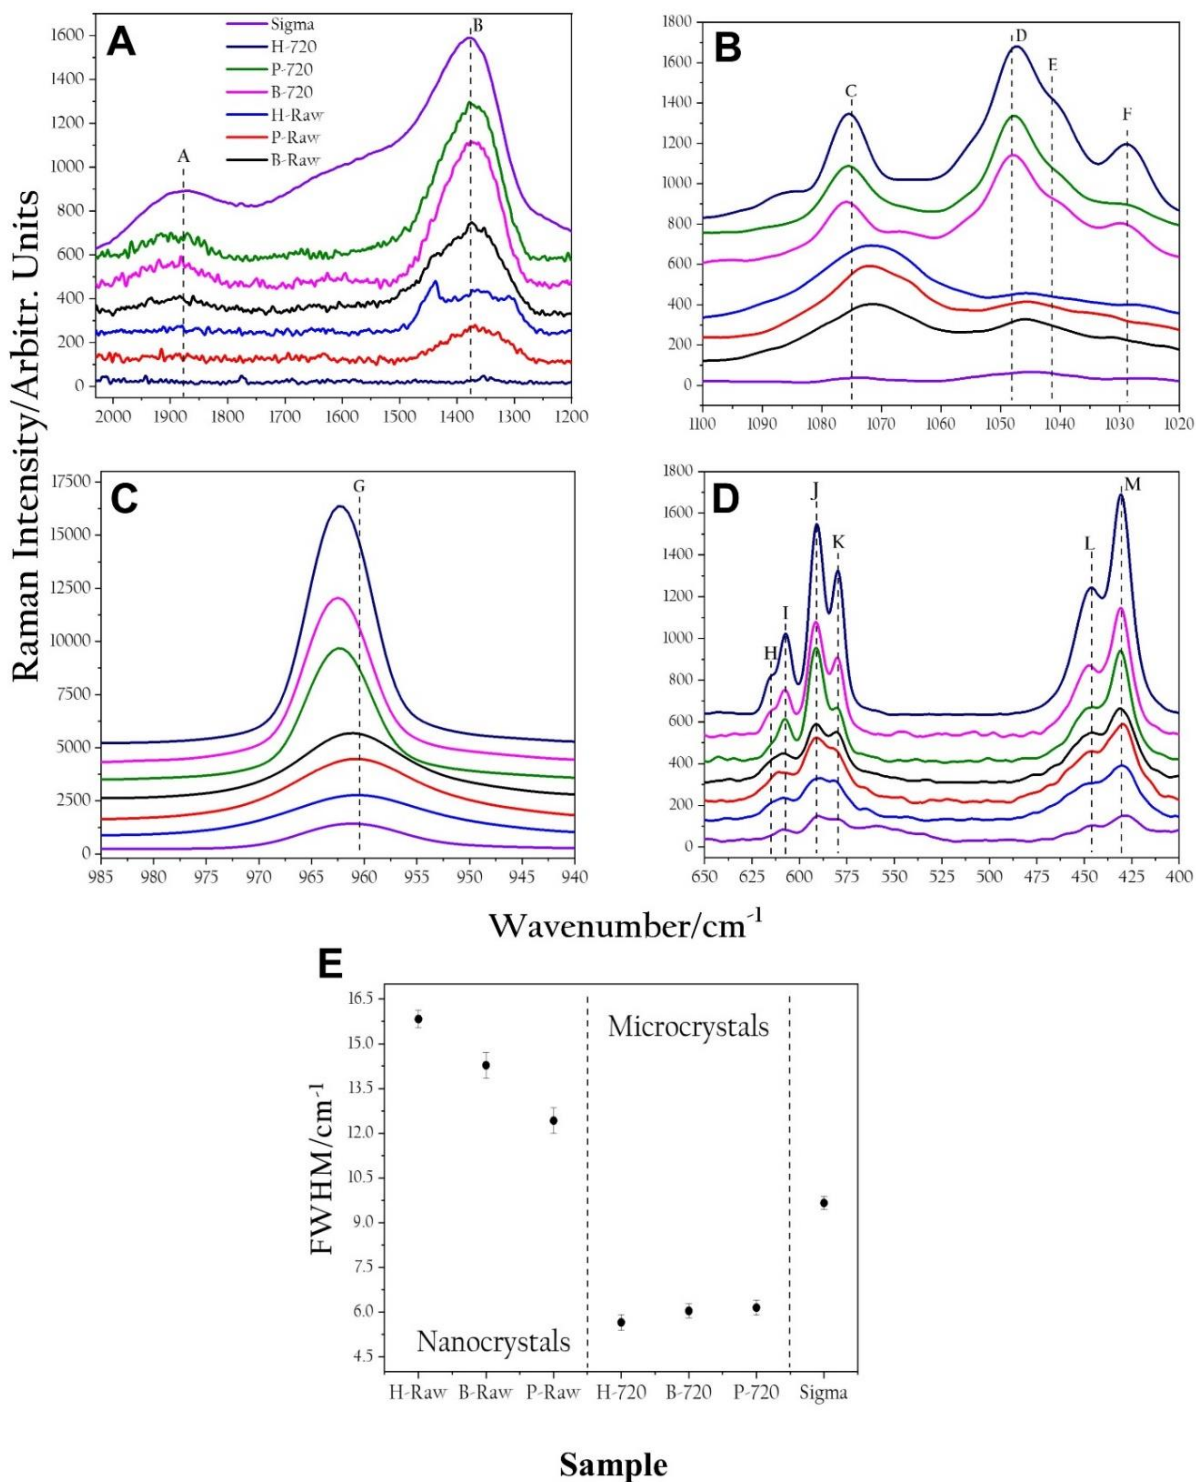 Raman Intensity/Arbitr. Units
A
Sigma
H-720
P-720
B-720
H-Raw
P-Raw
B-Raw
A
B
1600
1400
1200
1000
800
600
400
200
0
2000 1900 1800 1700 1600 1500 1400 1300 1200
B
C
D
E
F
1800
1600
1400
1200
1000
800
600
400
200
0
1100 1090 1080 1070 1060 1050 1040 1030 1020
C
G
17500
15000
12500
10000
7500
5000
2500
0
985 980 975 970 965 960 955 950 945 940
D
H
I
J
K
L
M
1800
1600
1400
1200
1000
800
600
400
200
0
650 625 600 575 550 525 500 475 450 425 400
Wavenumber/cm-1
E
FWHM/cm-1
16.5
15.0
13.5
12.0
10.5
9.0
7.5
6.0
4.5
Microcrystals
Nanocrystals
H-Raw B-Raw P-Raw H-720 B-720 P-720 Sigma
Sample